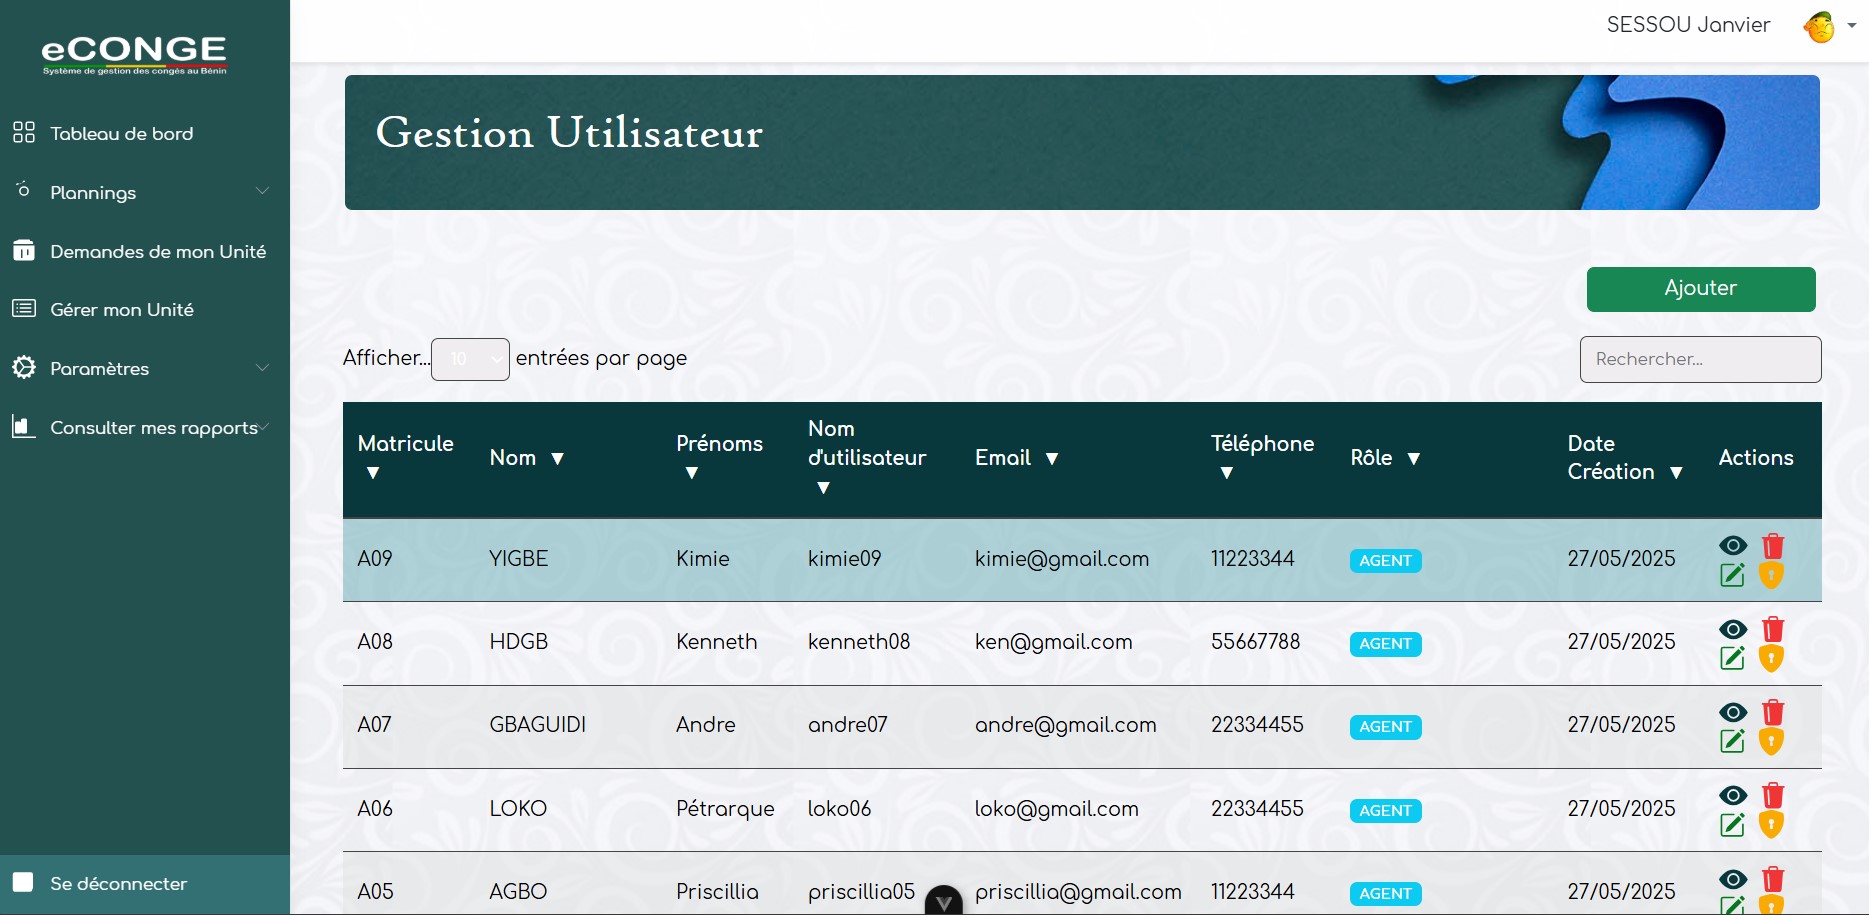 eCONGE
Système de gestion des congés au Bénin
SESSOU Janvier
Tableau de bord
Plannings
Demandes de mon Unité
Gérer mon Unité
Paramètres
Consulter mes rapports
Se déconnecter
Gestion Utilisateur
Ajouter
Afficher... 10 entrées par page
Rechercher...
Matricule ▼ Nom ▼ Prénoms ▼ Nom d'utilisateur ▼ Email ▼ Téléphone ▼ Rôle ▼ Date Création ▼ Actions
A09 YIGBE Kimie kimie09 kimie@gmail.com 11223344 AGENT 27/05/2025
A08 HDGB Kenneth kenneth08 ken@gmail.com 55667788 AGENT 27/05/2025
A07 GBAGUIDI Andre andre07 andre@gmail.com 22334455 AGENT 27/05/2025
A06 LOKO Pétrarque loko06 loko@gmail.com 22334455 AGENT 27/05/2025
A05 AGBO Priscillia priscillia05 priscillia@gmail.com 11223344 AGENT 27/05/2025